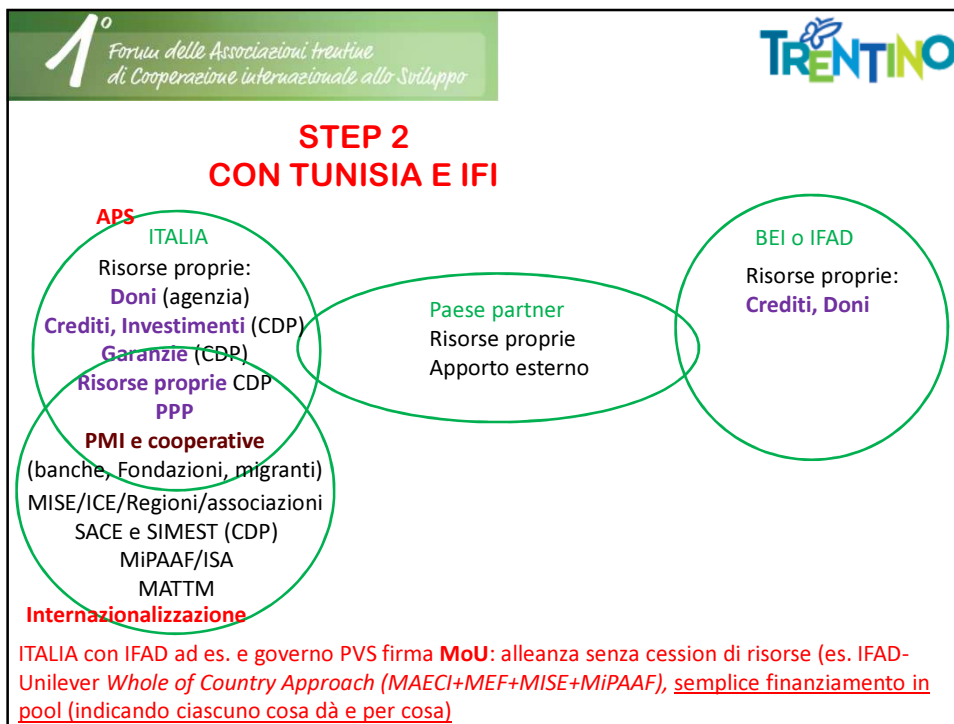 1° Forum delle Associazioni trentine
di Cooperazione internazionale allo Sviluppo
TRENTINO
STEP 2
CON TUNISIA E IFI
APS
ITALIA
Risorse proprie:
Doni (agenzia)
Crediti, Investimenti (CDP)
Garanzie (CDP)
Risorse proprie CDP
PPP
PMI e cooperative
(banche, Fondazioni, migranti)
MISE/ICE/Regioni/associazioni
SACE e SIMEST (CDP)
MiPAAF/ISA
MATTM
Internazionalizzazione
Paese partner
Risorse proprie
Apporto esterno
BEI o IFAD
Risorse proprie:
Crediti, Doni
ITALIA con IFAD ad es. e governo PVS firma MoU: alleanza senza cession di risorse (es. IFAD-
Unilever Whole of Country Approach (MAECI+MEF+MISE+MiPAAF), semplice finanziamento in
pool (indicando ciascuno cosa dà e per cosa)